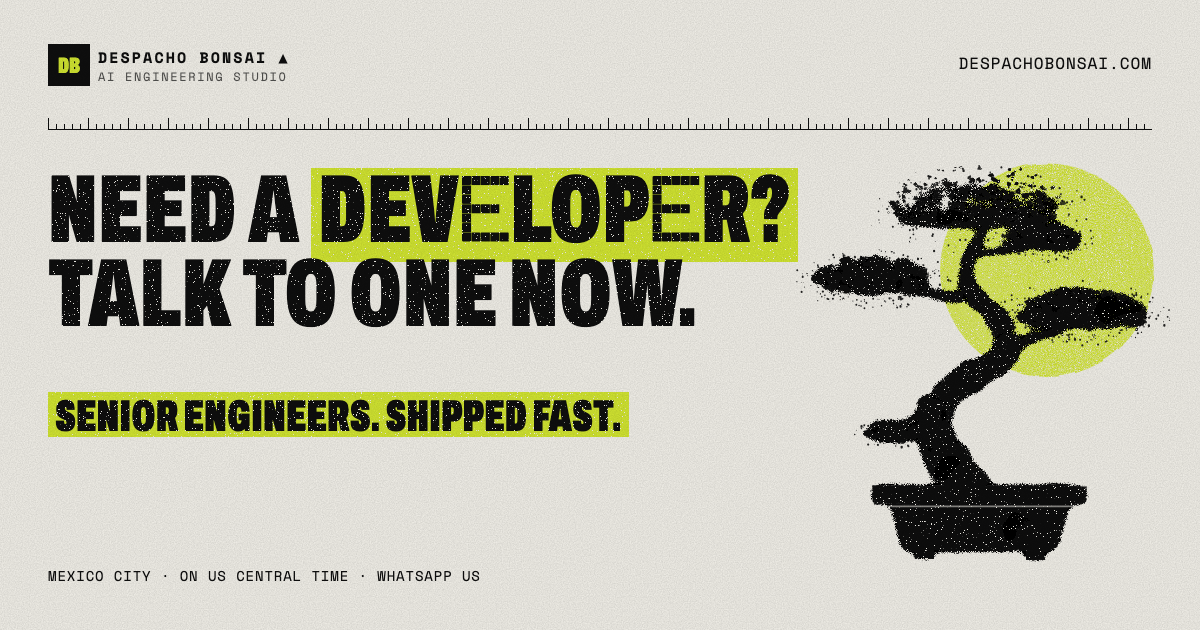 DB
DESPACHO BONSAI ▲
AI ENGINEERING STUDIO
DESPACHOBONSAI.COM
NEED A DEVELOPER?
TALK TO ONE NOW.
SENIOR ENGINEERS. SHIPPED FAST.
MEXICO CITY · ON US CENTRAL TIME · WHATSAPP US